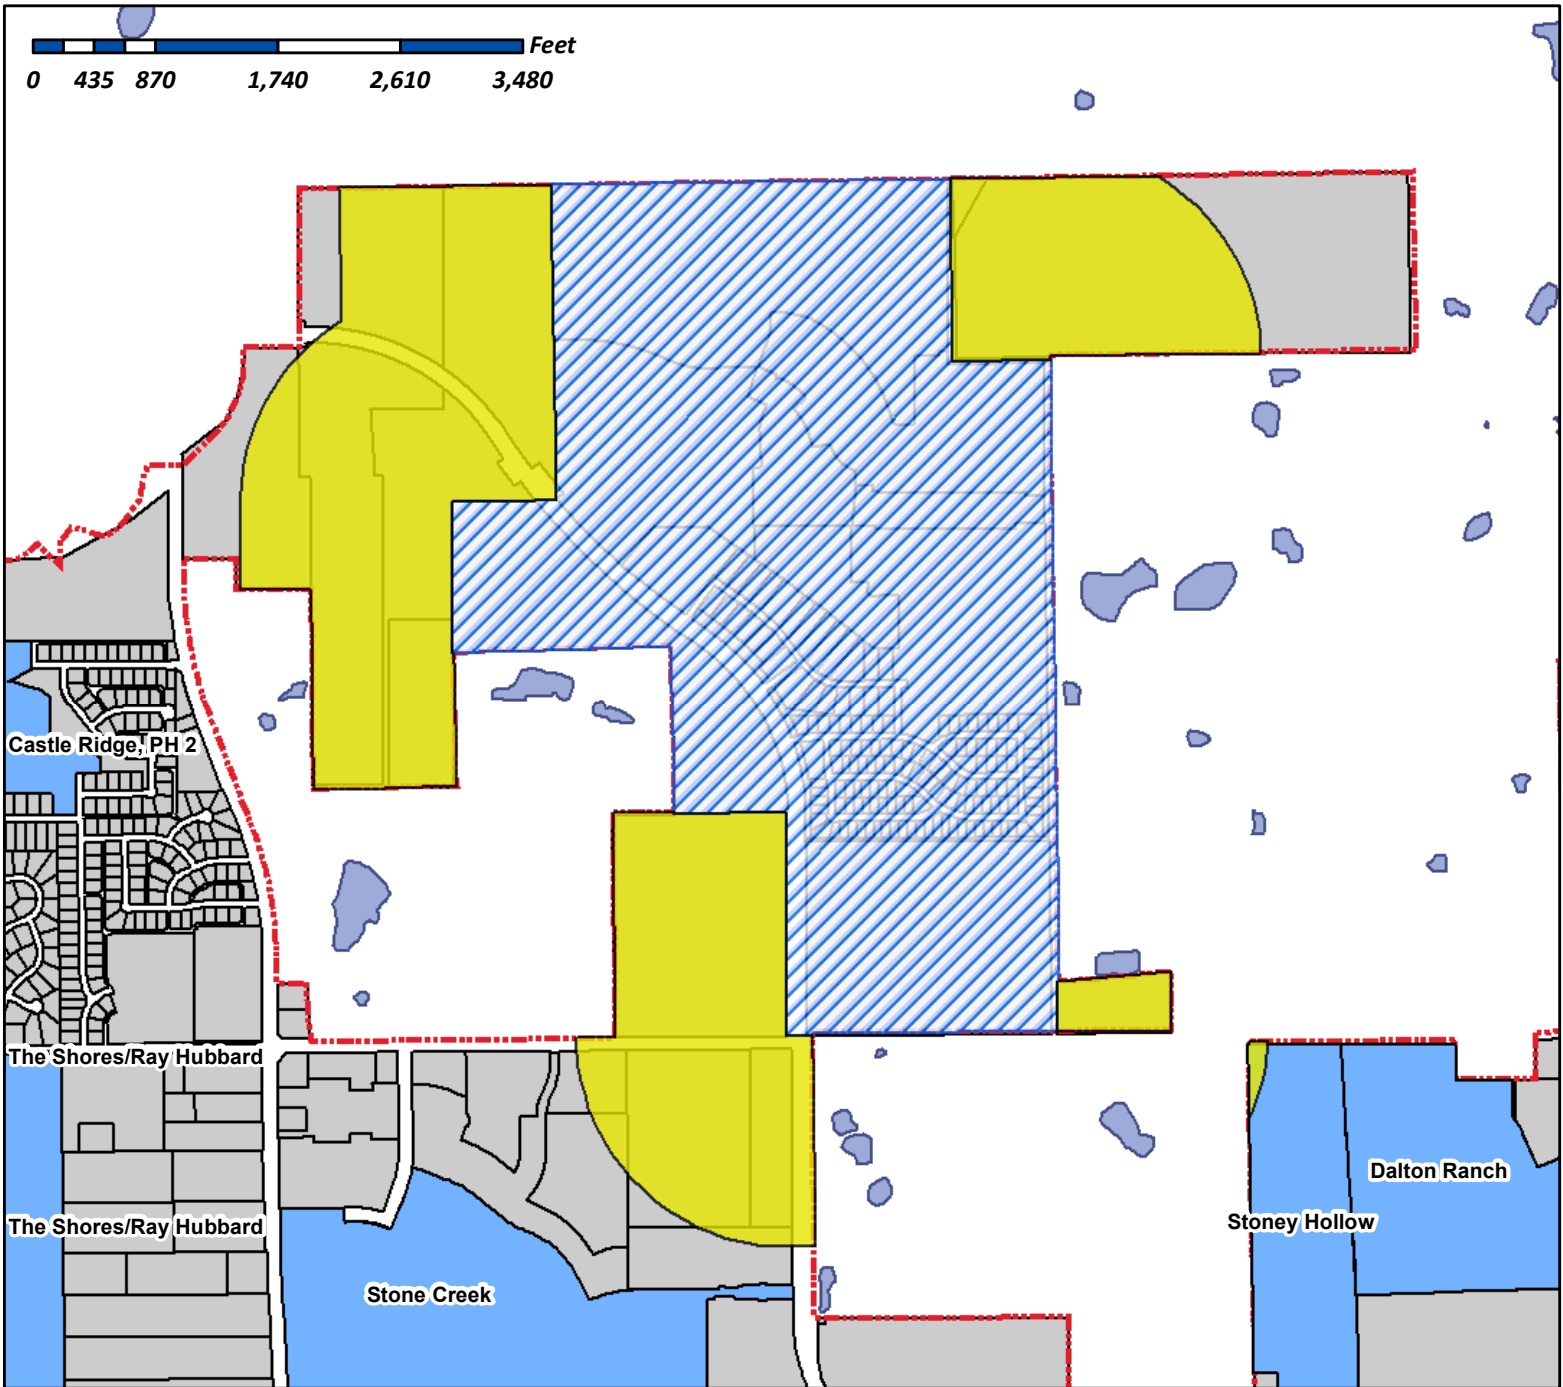 Feet
0 435 870 1,740 2,610 3,480
Castle Ridge, PH 2
The Shores/Ray Hubbard
Dalton Ranch
Stoney Hollow
The Shores/Ray Hubbard
Stone Creek